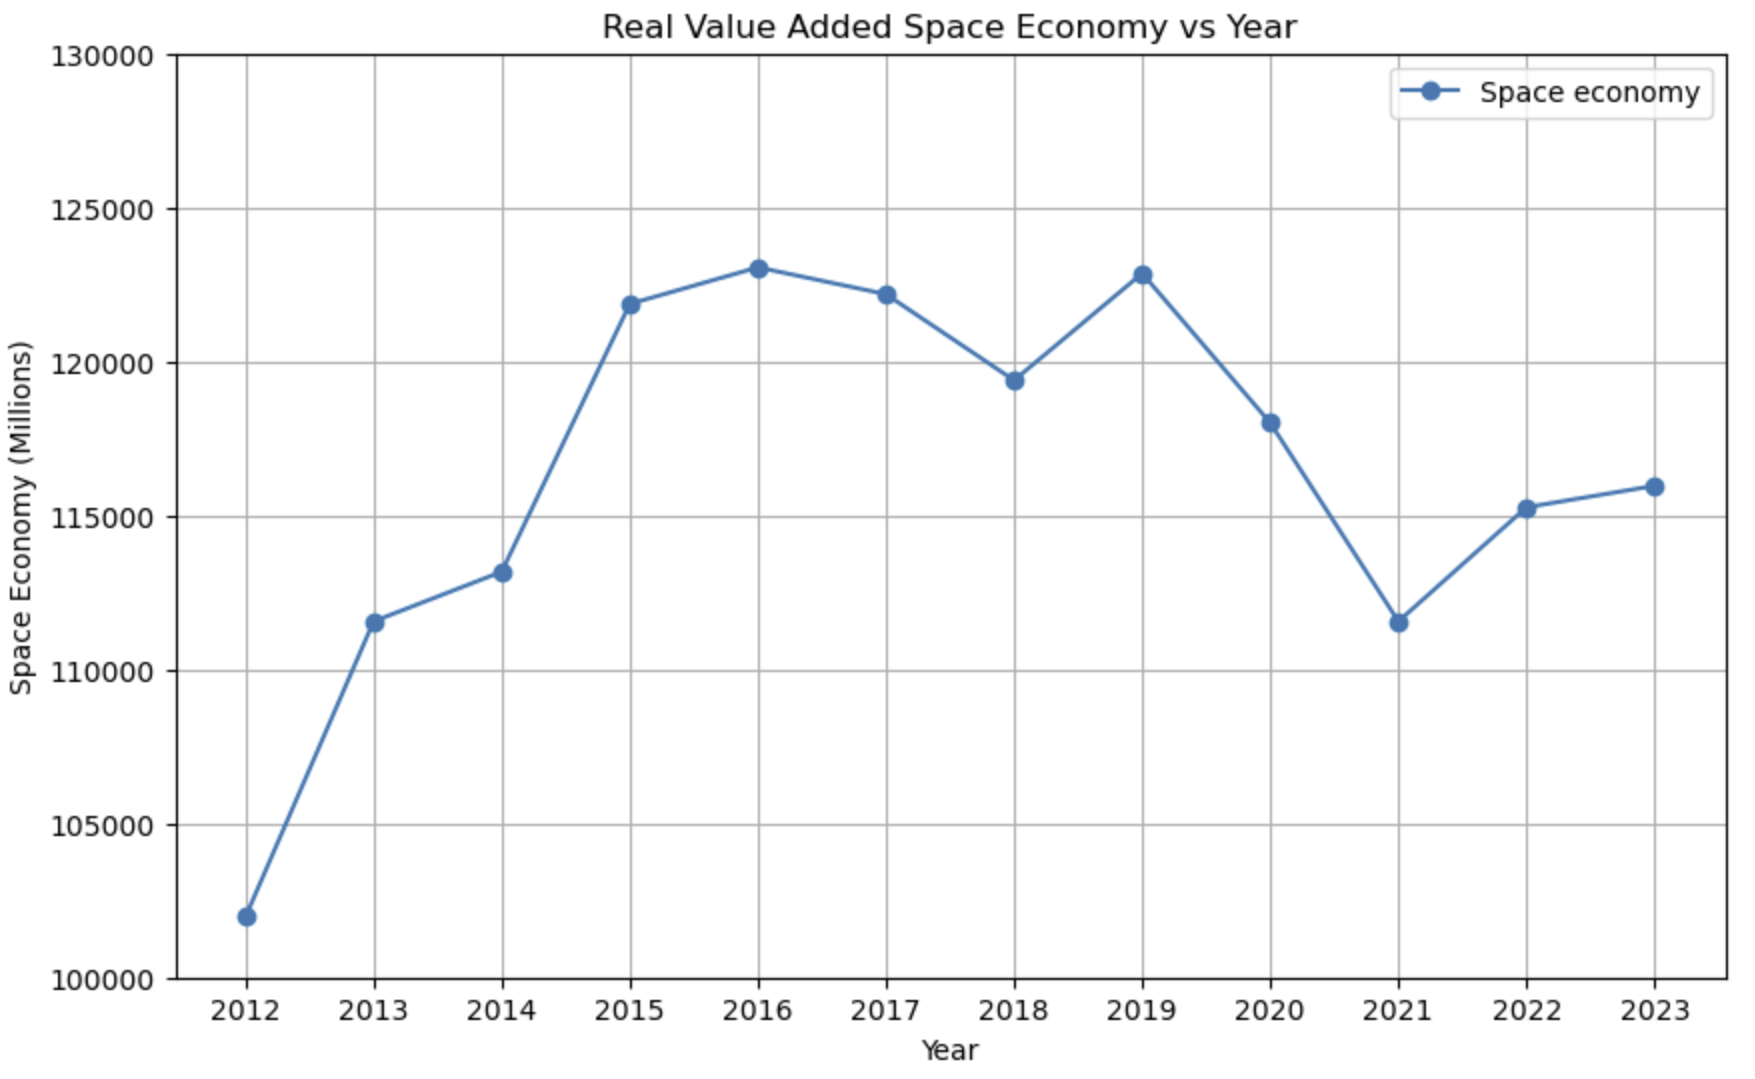 Real Value Added Space Economy vs Year
Space economy
Space Economy (Millions)
130000
125000
120000
115000
110000
105000
100000
2012 2013 2014 2015 2016 2017 2018 2019 2020 2021 2022 2023
Year